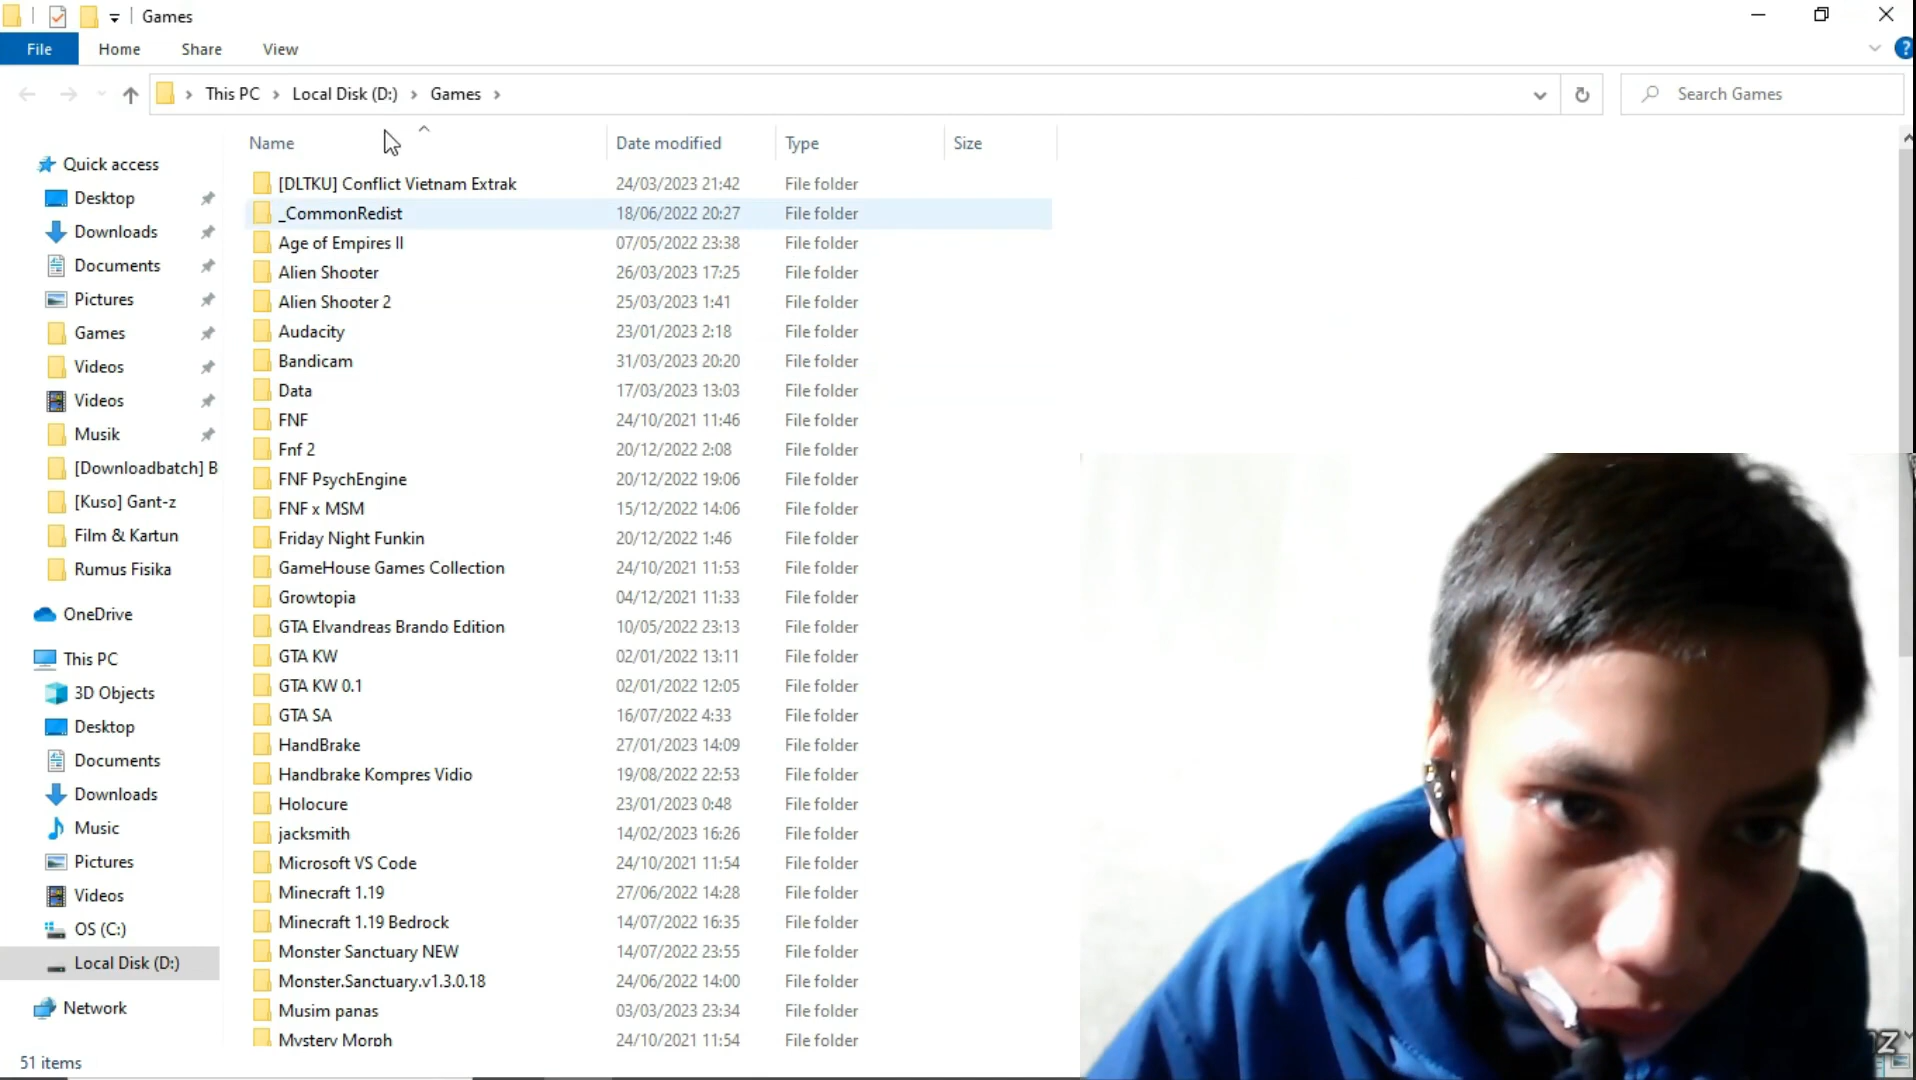 Games
File Home Share View
This PC Local Disk (D:) Games Search Games
Name Date modified Type Size
Quick access
Desktop
Downloads
Documents
Pictures
Games
Videos
Videos
Musik
[Downloadbatch] B
[Kuso] Gant-z
Film & Kartun
Rumus Fisika
OneDrive
This PC
3D Objects
Desktop
Documents
Downloads
Music
Pictures
Videos
OS (C:)
Local Disk (D:)
Network
[DLTKU] Conflict Vietnam Extrak 24/03/2023 21:42 File folder
_CommonRedist 18/06/2022 20:27 File folder
Age of Empires II 07/05/2022 23:38 File folder
Alien Shooter 26/03/2023 17:25 File folder
Alien Shooter 2 25/03/2023 1:41 File folder
Audacity 23/01/2023 2:18 File folder
Bandicam 31/03/2023 20:20 File folder
Data 17/03/2023 13:03 File folder
FNF 24/10/2021 11:46 File folder
Fnf 2 20/12/2022 2:08 File folder
FNF PsychEngine 20/12/2022 19:06 File folder
FNF x MSM 15/12/2022 14:06 File folder
Friday Night Funkin 20/12/2022 1:46 File folder
GameHouse Games Collection 24/10/2021 11:53 File folder
Growtopia 04/12/2021 11:33 File folder
GTA Elvandreas Brando Edition 10/05/2022 23:13 File folder
GTA KW 02/01/2022 13:11 File folder
GTA KW 0.1 02/01/2022 12:05 File folder
GTA SA 16/07/2022 4:33 File folder
HandBrake 27/01/2023 14:09 File folder
Handbrake Kompres Vidio 19/08/2022 22:53 File folder
Holocure 23/01/2023 0:48 File folder
jacksmith 14/02/2023 16:26 File folder
Microsoft VS Code 24/10/2021 11:54 File folder
Minecraft 1.19 27/06/2022 14:28 File folder
Minecraft 1.19 Bedrock 14/07/2022 16:35 File folder
Monster Sanctuary NEW 14/07/2022 23:55 File folder
Monster.Sanctuary.v1.3.0.18 24/06/2022 14:00 File folder
Musim panas 03/03/2023 23:34 File folder
Mystery Morph 24/10/2021 11:54 File folder
51 items